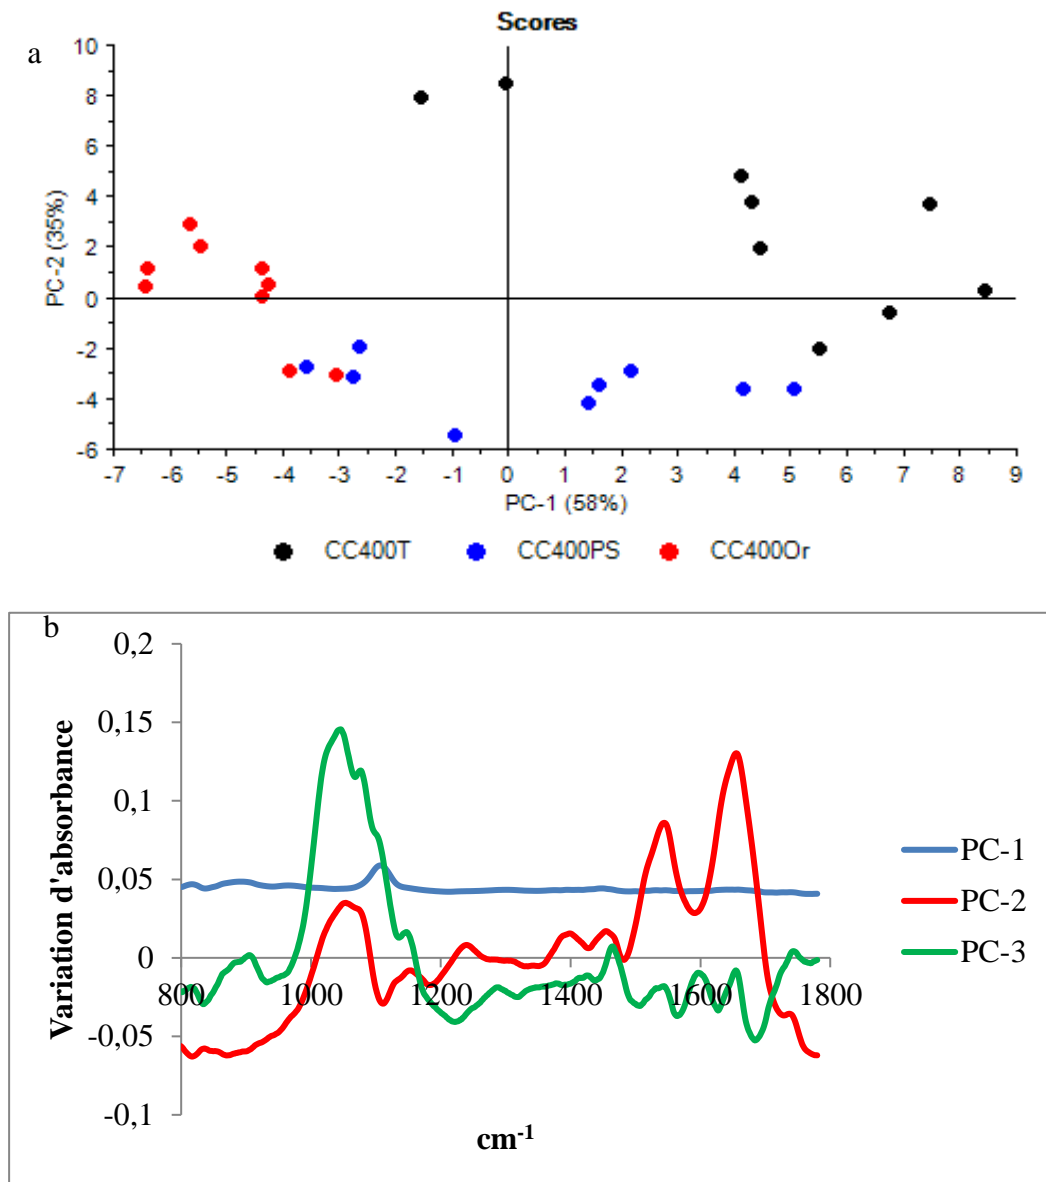 Scores
a
10
8
6
4
2
0
-2
-4
-6
PC-2 (35%)
-7 -6 -5 -4 -3 -2 -1 0 1 2 3 4 5 6 7 8 9
PC-1 (58%)
CC400T CC400PS CC400Or
b
0,2
0,15
0,1
0,05
0
-0,05
-0,1
Variation d'absorbance
800 1000 1200 1400 1600 1800
cm-1
PC-1
PC-2
PC-3